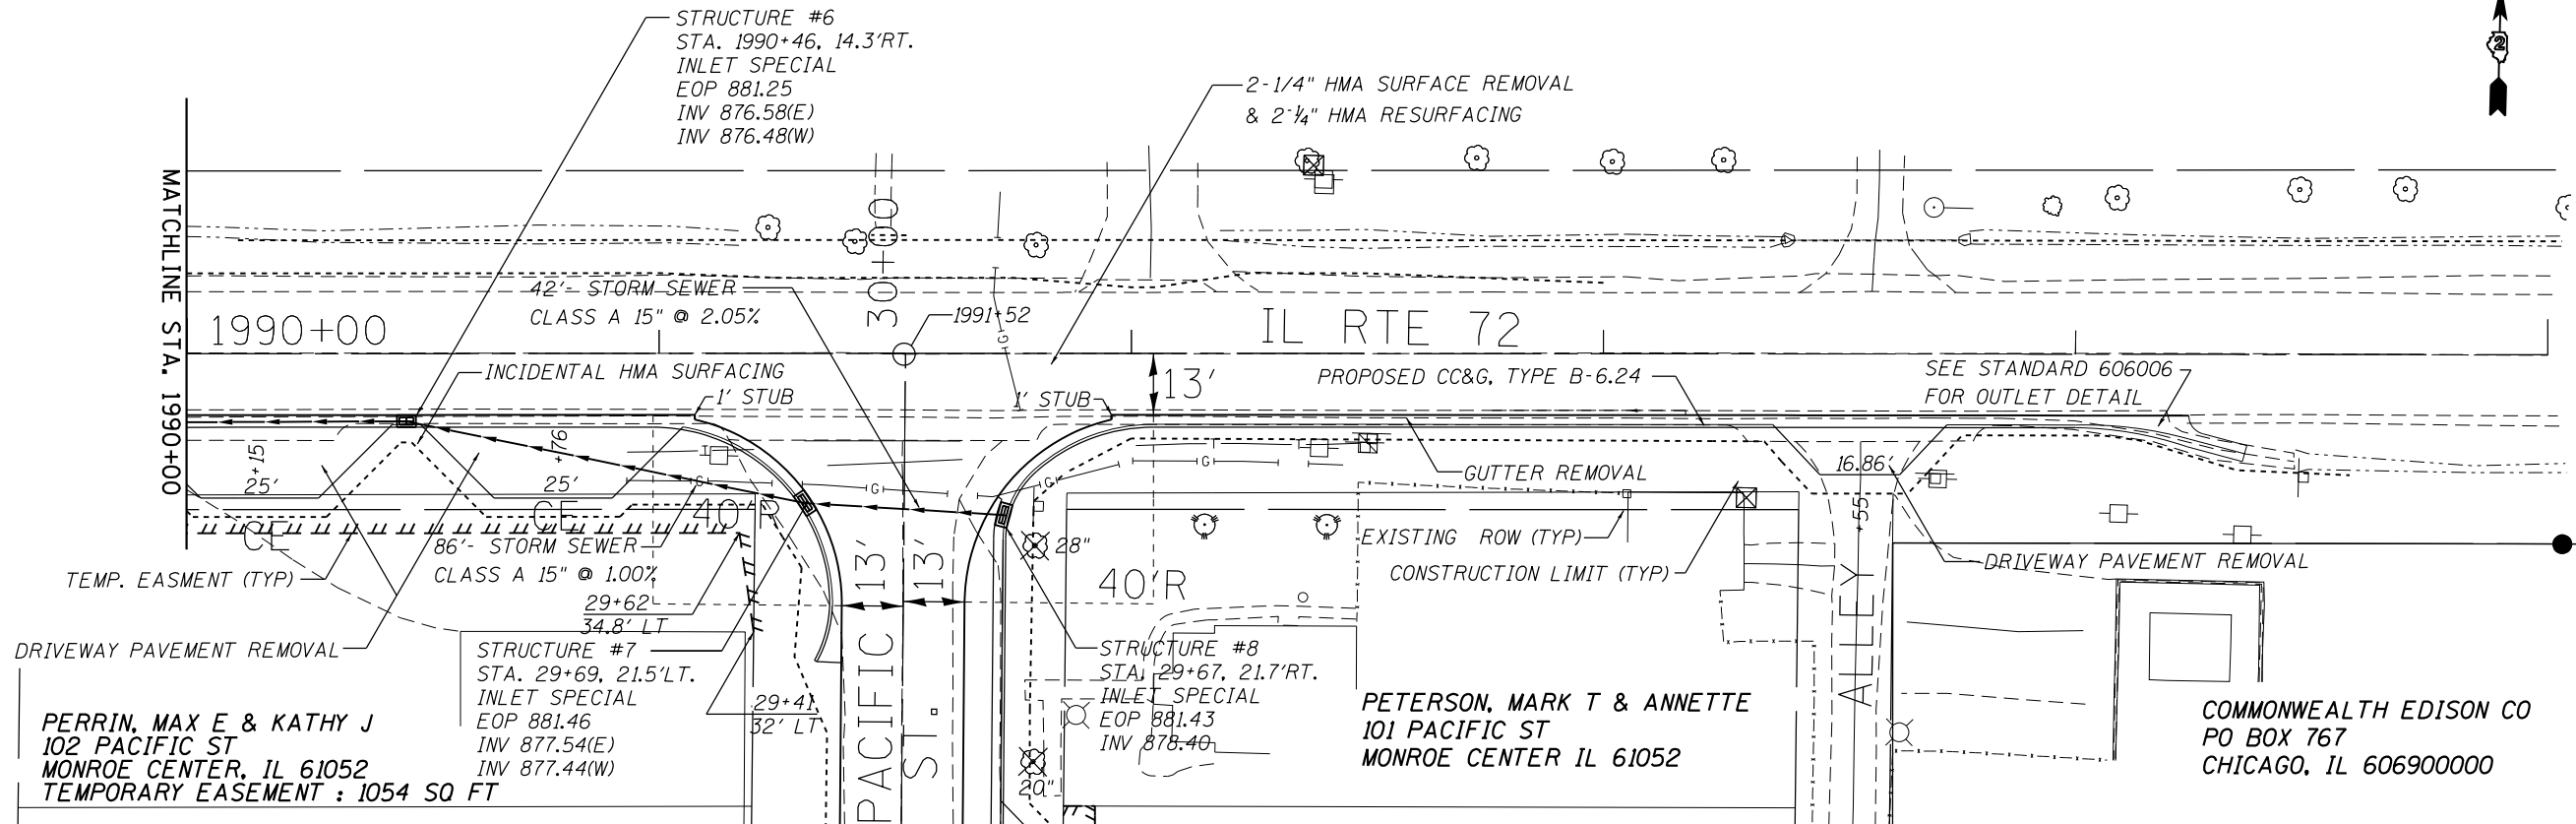 STRUCTURE #6
STA. 1990+46, 14.3'RT.
INLET SPECIAL
EOP 881.25
INV 876.58(E)
INV 876.48(W)
2-1/4" HMA SURFACE REMOVAL
& 2-1/4" HMA RESURFACING
2
MATCHLINE STA. 1990+00
1990+00
42'- STORM SEWER
CLASS A 15" @ 2.05%
30+00
1991+52
IL RTE 72
INCIDENTAL HMA SURFACING
1' STUB
1' STUB
13'
PROPOSED CC&G, TYPE B-6.24
SEE STANDARD 606006
FOR OUTLET DETAIL
+15
25'
+76
25'
CE
CE
40'R
G
G
G
G
G
T
T
T
T
GUTTER REMOVAL
16.86'
+55
86'- STORM SEWER
CLASS A 15" @ 1.00%
TEMP. EASMENT (TYP)
28"
40'R
EXISTING ROW (TYP)
CONSTRUCTION LIMIT (TYP)
DRIVEWAY PAVEMENT REMOVAL
29+62
34.8' LT
13'
13'
DRIVEWAY PAVEMENT REMOVAL
STRUCTURE #7
STA. 29+69, 21.5'LT.
INLET SPECIAL
EOP 881.46
INV 877.54(E)
INV 877.44(W)
29+41
32' LT
PACIFIC
ST.
STRUCTURE #8
STA. 29+67, 21.7'RT.
INLET SPECIAL
EOP 881.43
INV 878.40
20"
ALLEY
PERRIN, MAX E & KATHY J
102 PACIFIC ST
MONROE CENTER, IL 61052
TEMPORARY EASEMENT : 1054 SQ FT
PETERSON, MARK T & ANNETTE
101 PACIFIC ST
MONROE CENTER IL 61052
COMMONWEALTH EDISON CO
PO BOX 767
CHICAGO, IL 606900000